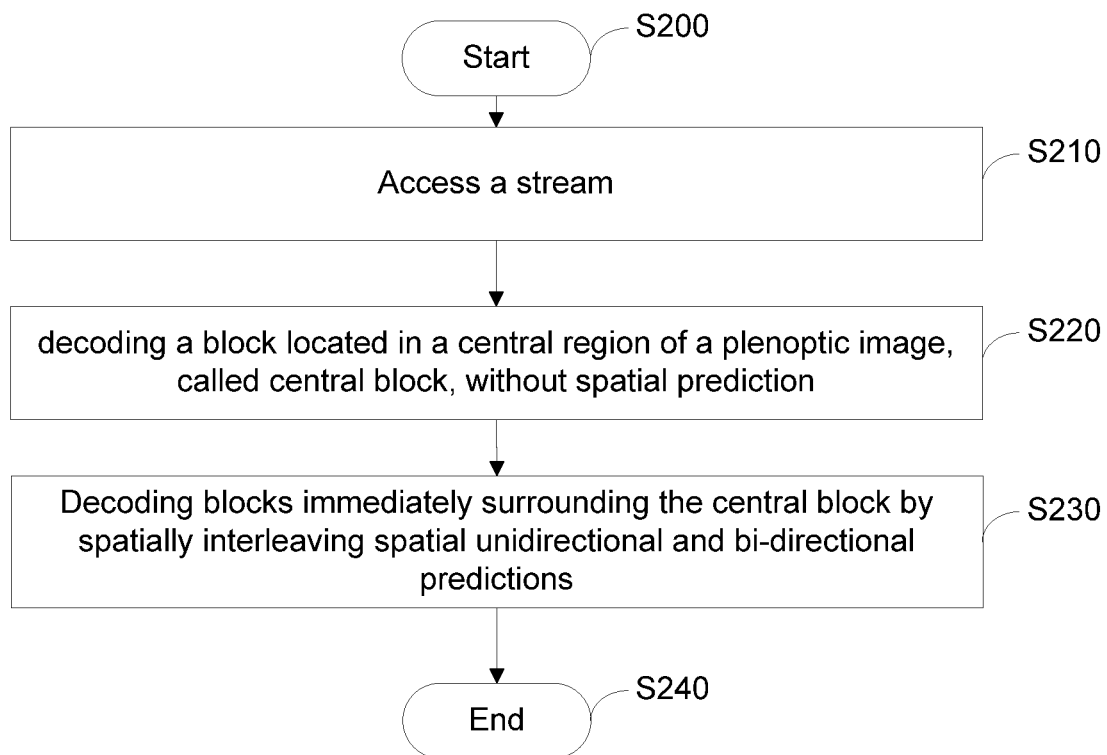 S200
Start
S210
Access a stream
S220
decoding a block located in a central region of a plenoptic image,
called central block, without spatial prediction
S230
Decoding blocks immediately surrounding the central block by
spatially interleaving spatial unidirectional and bi-directional
predictions
S240
End